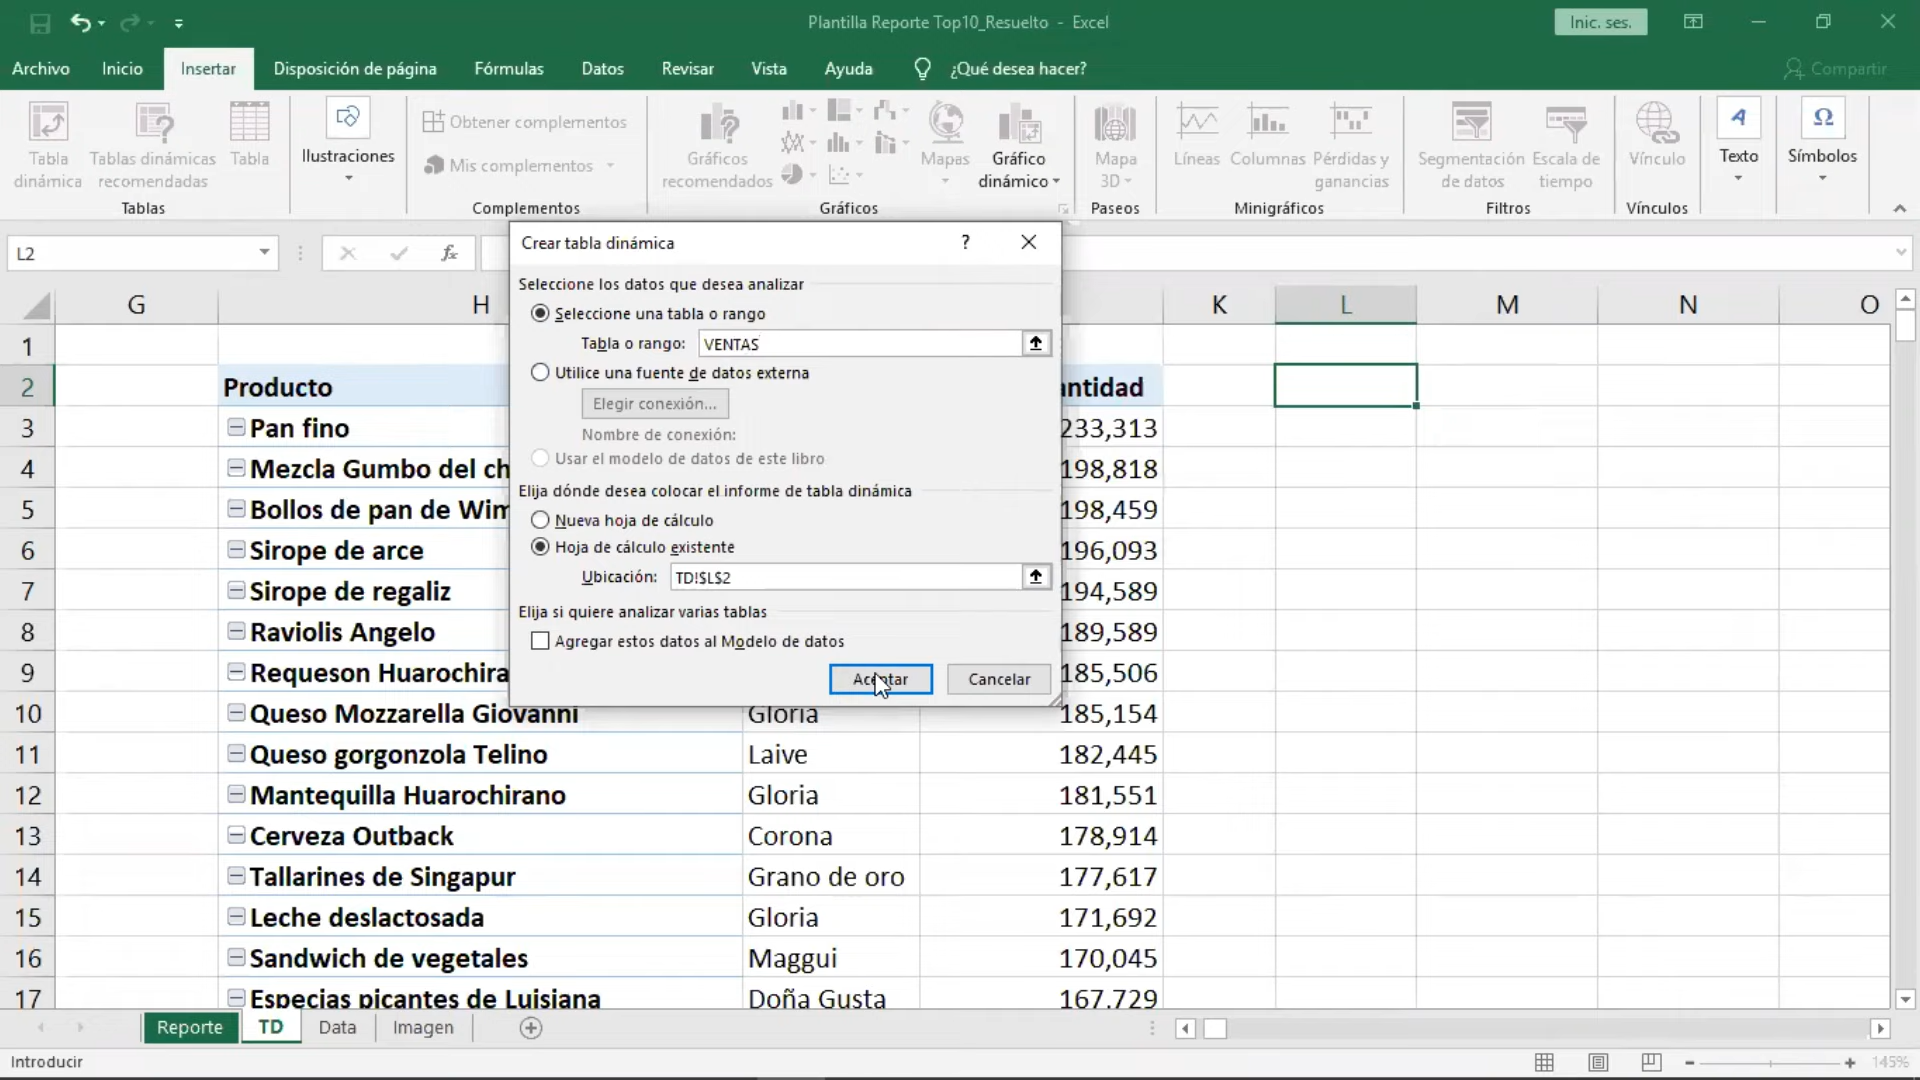 Plantilla Reporte Top10_Resuelto - Excel
Inic. ses.
Archivo Inicio Insertar Disposición de página Fórmulas Datos Revisar Vista Ayuda ¿Qué desea hacer? Compartir
Tabla dinámica
Tablas dinámicas recomendadas
Tabla
Tablas
Ilustraciones
Obtener complementos
Mis complementos
Complementos
Gráficos recomendados
Mapas
Gráfico dinámico
Gráficos
Mapa 3D
Paseos
Líneas
Columnas
Pérdidas y ganancias
Minigráficos
Segmentación de datos
Escala de tiempo
Filtros
Vínculo
Vínculos
A
Texto
Ω
Símbolos
L2
fx
Crear tabla dinámica ?
Seleccione los datos que desea analizar
Seleccione una tabla o rango
Tabla o rango: VENTAS
Utilice una fuente de datos externa
Elegir conexión...
Nombre de conexión:
Usar el modelo de datos de este libro
Elija dónde desea colocar el informe de tabla dinámica
Nueva hoja de cálculo
Hoja de cálculo existente
Ubicación: TD!$L$2
Elija si quiere analizar varias tablas
Agregar estos datos al Modelo de datos
Aceptar Cancelar
G H K L M N O
1
2 Producto antidad
3 Pan fino 233,313
4 Mezcla Gumbo del ch 198,818
5 Bollos de pan de Wim 198,459
6 Sirope de arce 196,093
7 Sirope de regaliz 194,589
8 Raviolis Angelo 189,589
9 Requeson Huarochira 185,506
10 Queso Mozzarella Giovanni Gloria 185,154
11 Queso gorgonzola Telino Laive 182,445
12 Mantequilla Huarochirano Gloria 181,551
13 Cerveza Outback Corona 178,914
14 Tallarines de Singapur Grano de oro 177,617
15 Leche deslactosada Gloria 171,692
16 Sandwich de vegetales Maggui 170,045
17 Especias picantes de Luisiana Doña Gusta 167.729
Reporte TD Data Imagen
Introducir
145%